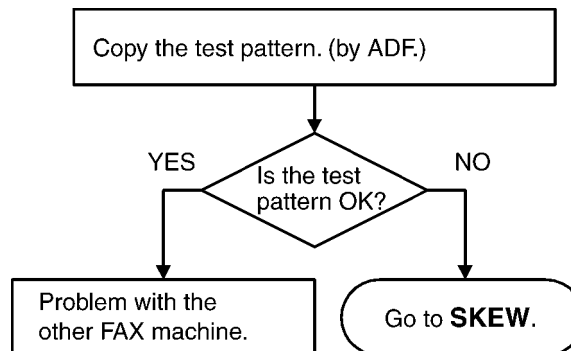 Copy the test pattern. (by ADF.)
YES
NO
Is the test
pattern OK?
Problem with the
other FAX machine.
Go to SKEW.